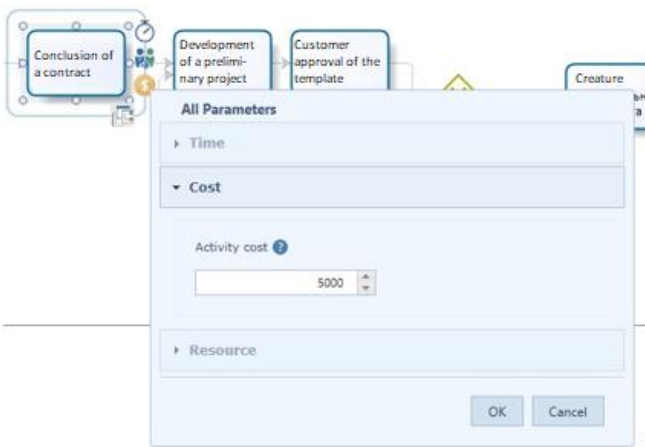 Conclusion of
a contract
Development
of a prelimi-
nary project
Customer
approval of the
template
Creature
All Parameters
Time
Cost
Activity cost ?
5000
Resource
OK
Cancel